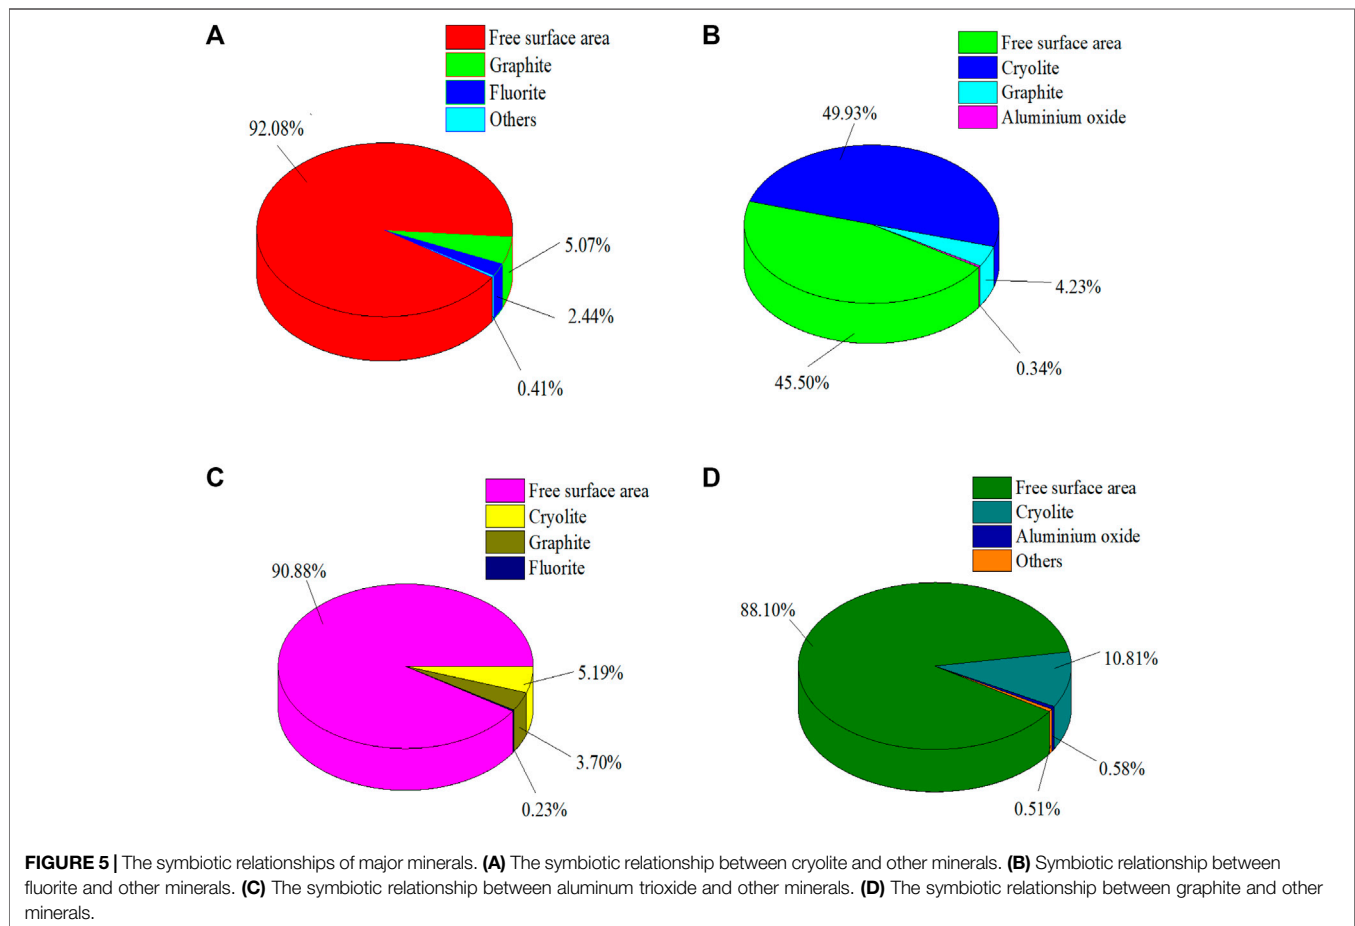 A
Free surface area
Graphite
Fluorite
Others
92.08%
5.07%
2.44%
0.41%
B
Free surface area
Cryolite
Graphite
Aluminium oxide
49.93%
4.23%
0.34%
45.50%
C
Free surface area
Cryolite
Graphite
Fluorite
90.88%
5.19%
3.70%
0.23%
D
Free surface area
Cryolite
Aluminium oxide
Others
88.10%
10.81%
0.58%
0.51%
FIGURE 5 | The symbiotic relationships of major minerals. (A) The symbiotic relationship between cryolite and other minerals. (B) Symbiotic relationship between
fluorite and other minerals. (C) The symbiotic relationship between aluminum trioxide and other minerals. (D) The symbiotic relationship between graphite and other
minerals.